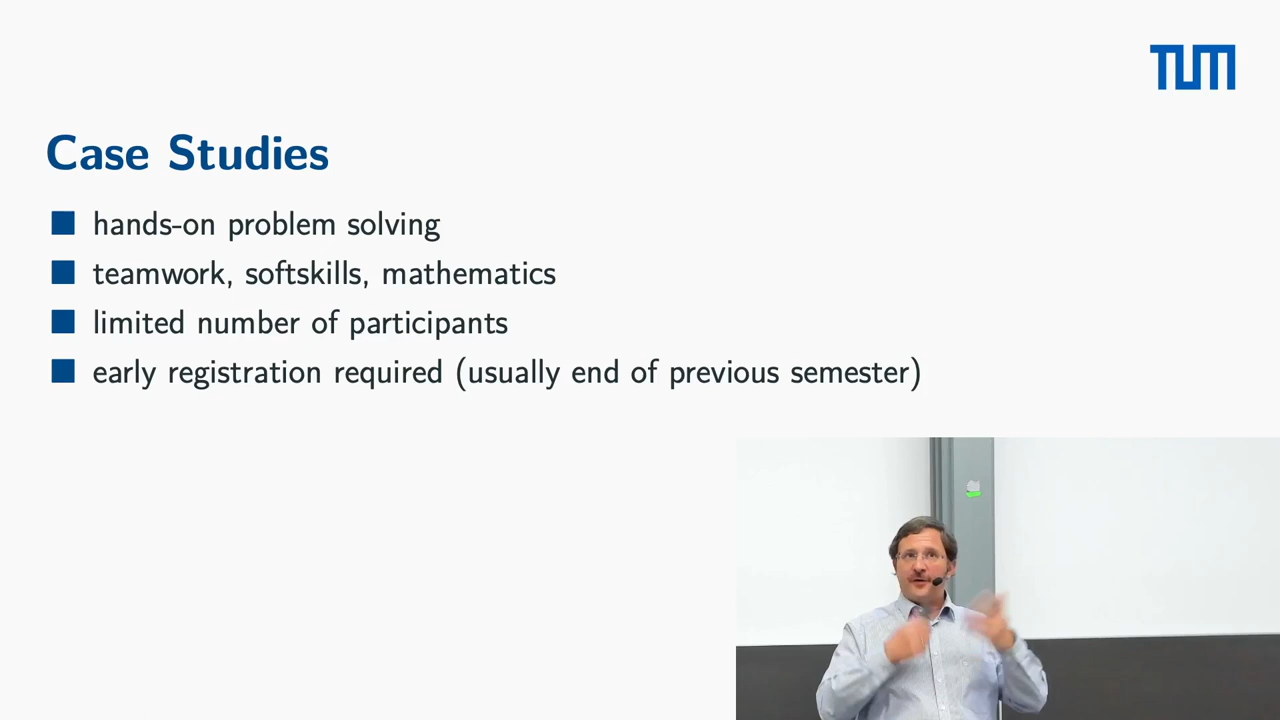 TUM
Case Studies
hands-on problem solving
teamwork, softskills, mathematics
limited number of participants
early registration required (usually end of previous semester)